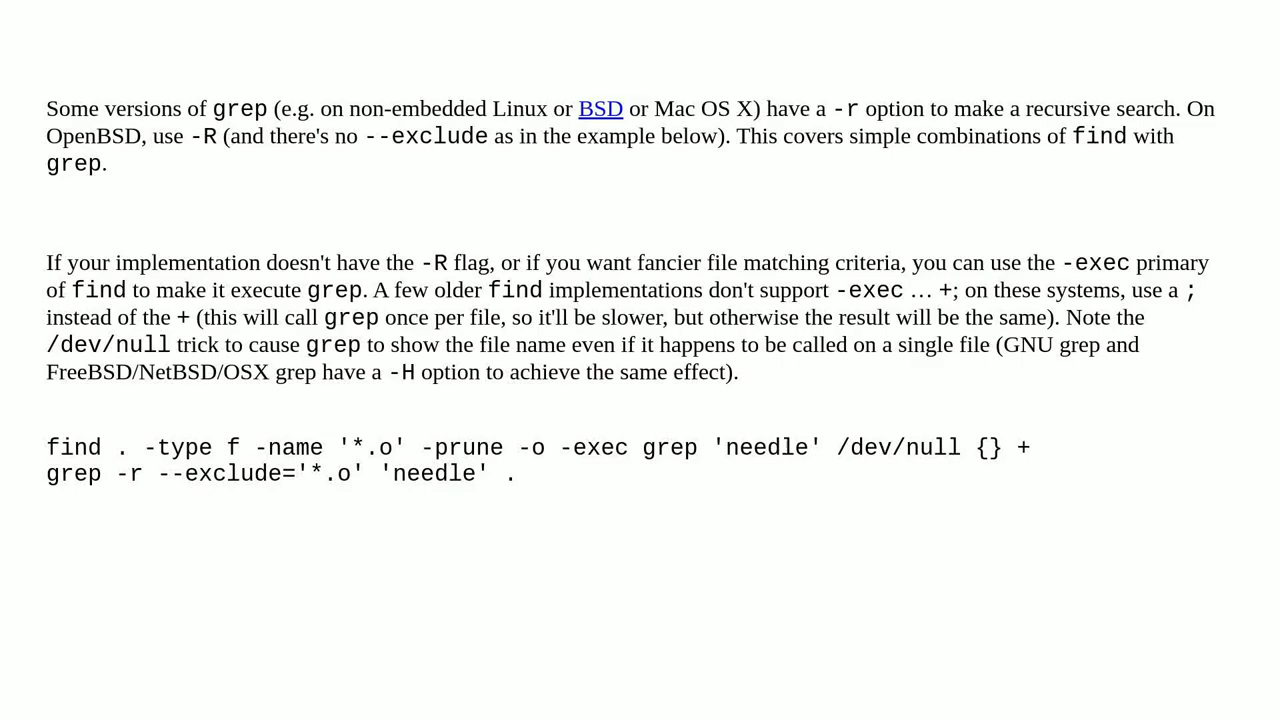 Some versions of grep (e.g. on non-embedded Linux or BSD or Mac OS X) have a -r option to make a recursive search. On
OpenBSD, use -R (and there's no --exclude as in the example below). This covers simple combinations of find with
grep.
If your implementation doesn't have the -R flag, or if you want fancier file matching criteria, you can use the -exec primary
of find to make it execute grep. A few older find implementations don't support -exec … +; on these systems, use a ;
instead of the + (this will call grep once per file, so it'll be slower, but otherwise the result will be the same). Note the
/dev/null trick to cause grep to show the file name even if it happens to be called on a single file (GNU grep and
FreeBSD/NetBSD/OSX grep have a -H option to achieve the same effect).
find . -type f -name '*.o' -prune -o -exec grep 'needle' /dev/null {} +
grep -r --exclude='*.o' 'needle' .